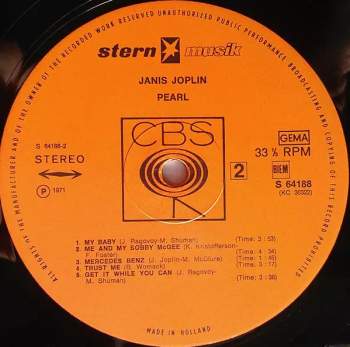 ALL RIGHTS OF THE MANUFACTURER AND OF THE OWNER OF THE RECORDED WORK RESERVED UNAUTHORIZED PUBLIC PERFORMANCE BROADCASTING AND COPYING OF THIS RECORD PROHIBITED
stern musik
JANIS JOPLIN
PEARL
CBS
S 64188-2
STEREO
P 1971
2
GEMA
33 ⅓ RPM
BIEM
S 64188
(KC 30322)
1. MY BABY (J. Ragovoy-M. Shuman) (Time: 3 : 53)
2. ME AND MY BOBBY McGEE (K. Kristofferson-
F. Foster) (Time: 4 : 31)
3. MERCEDES BENZ (J. Joplin-M. McClure) (Time: 1 : 45)
4. TRUST ME (B. Womack) (Time: 3 : 17)
5. GET IT WHILE YOU CAN (J. Ragovoy-
M. Shuman) (Time: 3 : 38)
MADE IN HOLLAND